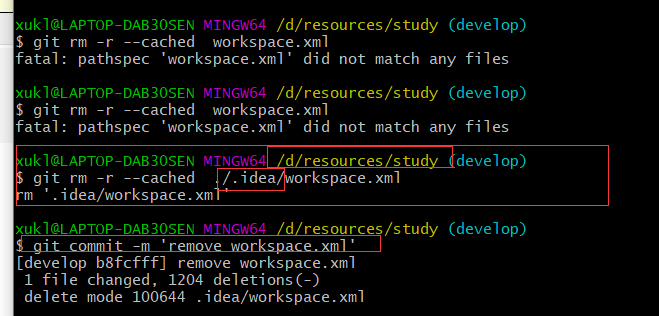 xukl@LAPTOP-DAB3OSEN MINGW64 /d/resources/study (develop)
$ git rm -r --cached  workspace.xml
fatal: pathspec 'workspace.xml' did not match any files
xukl@LAPTOP-DAB3OSEN MINGW64 /d/resources/study (develop)
$ git rm -r --cached  workspace.xml
fatal: pathspec 'workspace.xml' did not match any files
xukl@LAPTOP-DAB3OSEN MINGW64 /d/resources/study (develop)
$ git rm -r --cached  ./.idea/workspace.xml
rm '.idea/workspace.xml'
xukl@LAPTOP-DAB3OSEN MINGW64 /d/resources/study (develop)
$ git commit -m 'remove workspace.xml'
[develop b8fcfff] remove workspace.xml
 1 file changed, 1204 deletions(-)
 delete mode 100644 .idea/workspace.xml